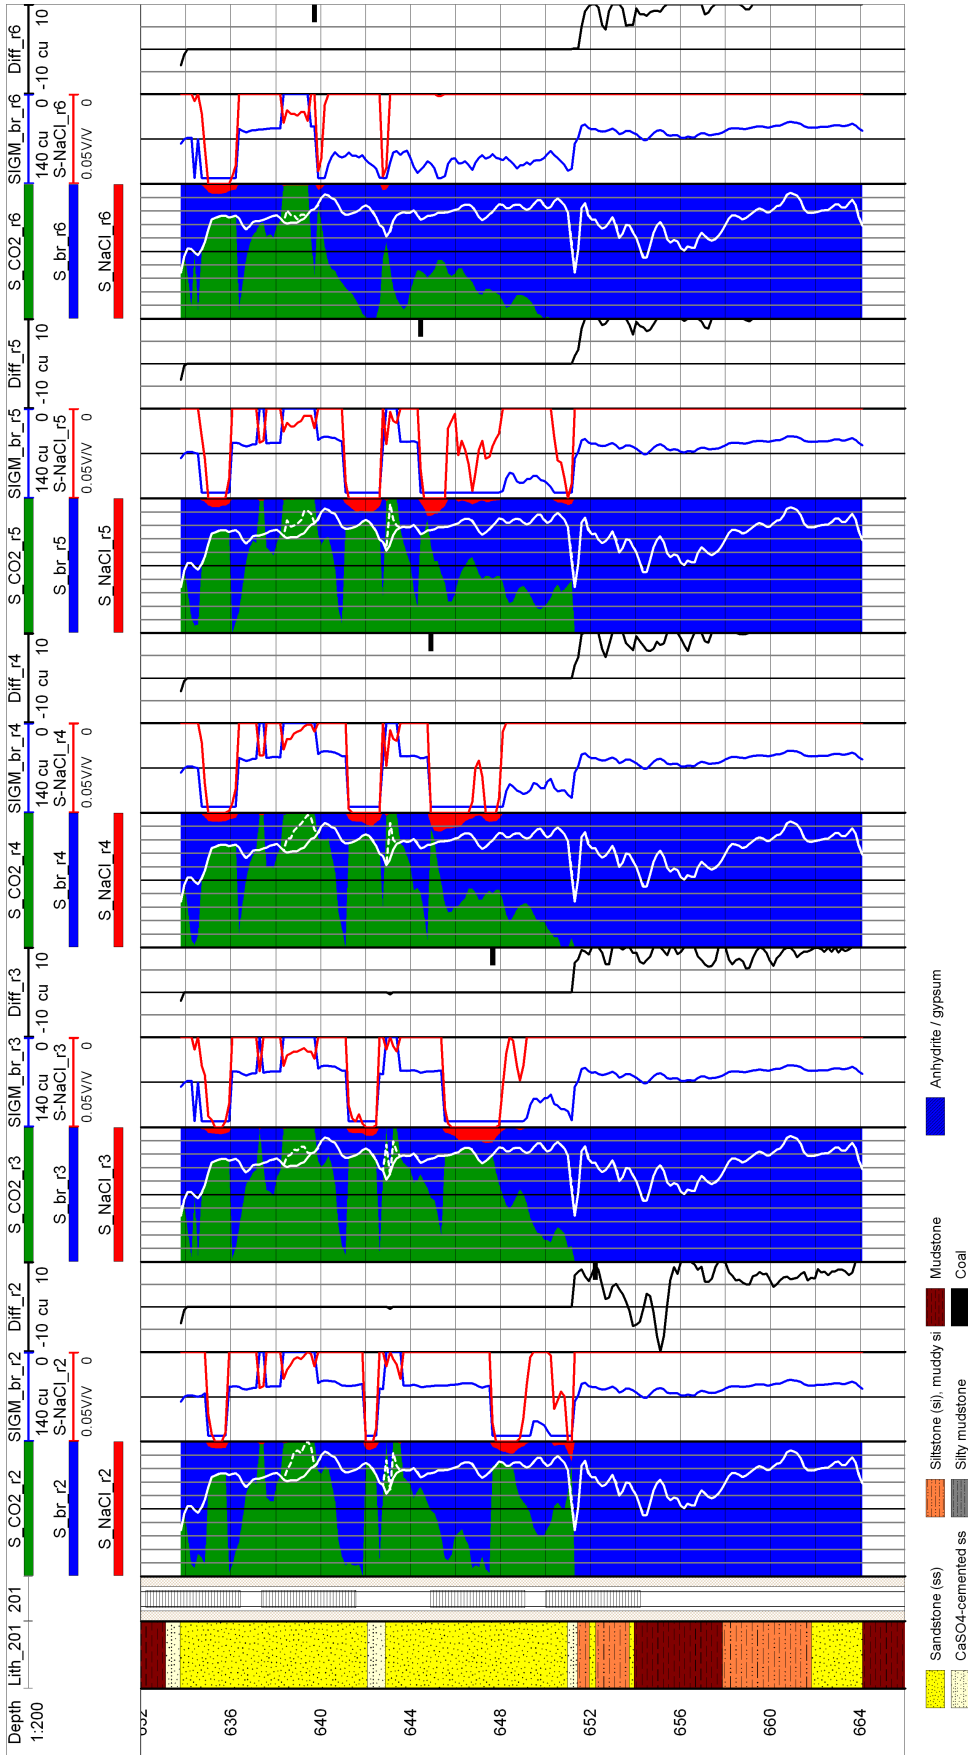 Depth Lith_201 201 S_CO2_r2 SIGM_br_r2 Diff_r2 S_CO2_r3 SIGM_br_r3 Diff_r3 S_CO2_r4 SIGM_br_r4 Diff_r4 S_CO2_r5 SIGM_br_r5 Diff_r5 S_CO2_r6 SIGM_br_r6 Diff_r6
1:200 140 cu 0 -10 cu 10 140 cu 0 -10 cu 10 140 cu 0 -10 cu 10 140 cu 0 -10 cu 10 140 cu 0 -10 cu 10
S_br_r2 S-NaCl_r2 S_br_r3 S-NaCl_r3 S_br_r4 S-NaCl_r4 S_br_r5 S-NaCl_r5 S_br_r6 S-NaCl_r6
0.05V/V 0 0.05V/V 0 0.05V/V 0 0.05V/V 0 0.05V/V 0
S_NaCl_r2 S_NaCl_r3 S_NaCl_r4 S_NaCl_r5 S_NaCl_r6
636
640
644
648
652
656
660
664
Sandstone (ss) Siltstone (si), muddy si Mudstone Anhydrite / gypsum
CaSO4-cemented ss Silty mudstone Coal